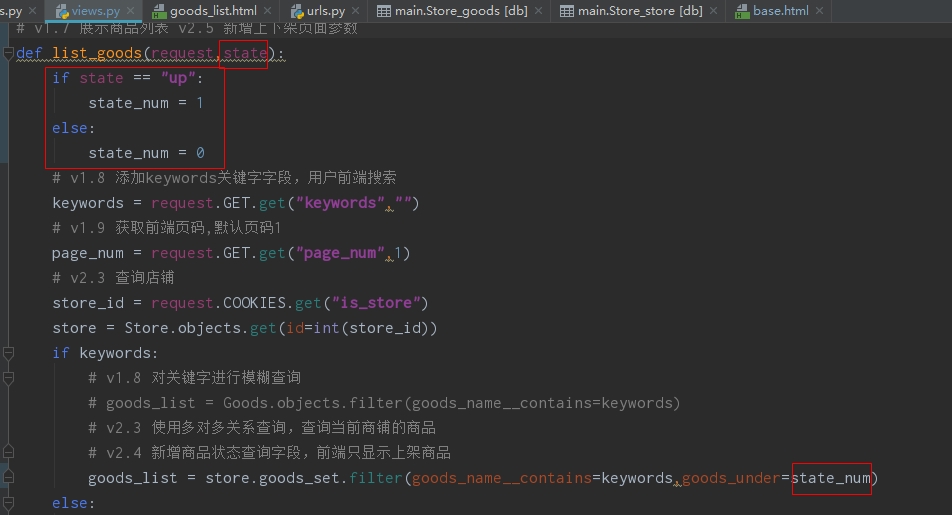 s.py views.py goods_list.html urls.py main.Store_goods [db] main.Store_store [db] base.html
# v1.7 展示商品列表 v2.5 新增上下架页面参数
def list_goods(request,state):
    if state == "up":
        state_num = 1
    else:
        state_num = 0
    # v1.8 添加keywords关键字字段，用户前端搜索
    keywords = request.GET.get("keywords","")
    # v1.9 获取前端页码,默认页码1
    page_num = request.GET.get("page_num",1)
    # v2.3 查询店铺
    store_id = request.COOKIES.get("is_store")
    store = Store.objects.get(id=int(store_id))
    if keywords:
        # v1.8 对关键字进行模糊查询
        # goods_list = Goods.objects.filter(goods_name__contains=keywords)
        # v2.3 使用多对多关系查询，查询当前商铺的商品
        # v2.4 新增商品状态查询字段，前端只显示上架商品
        goods_list = store.goods_set.filter(goods_name__contains=keywords,goods_under=state_num)
    else: